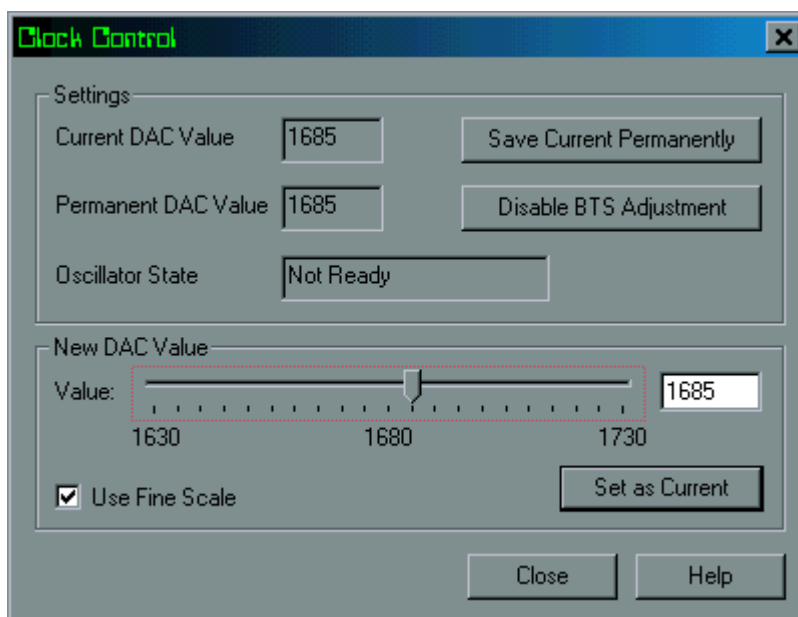 Clock Control
Settings
Current DAC Value 1685 Save Current Permanently
Permanent DAC Value 1685 Disable BTS Adjustment
Oscillator State Not Ready
New DAC Value
Value: 1685
1630 1680 1730
Use Fine Scale Set as Current
Close Help